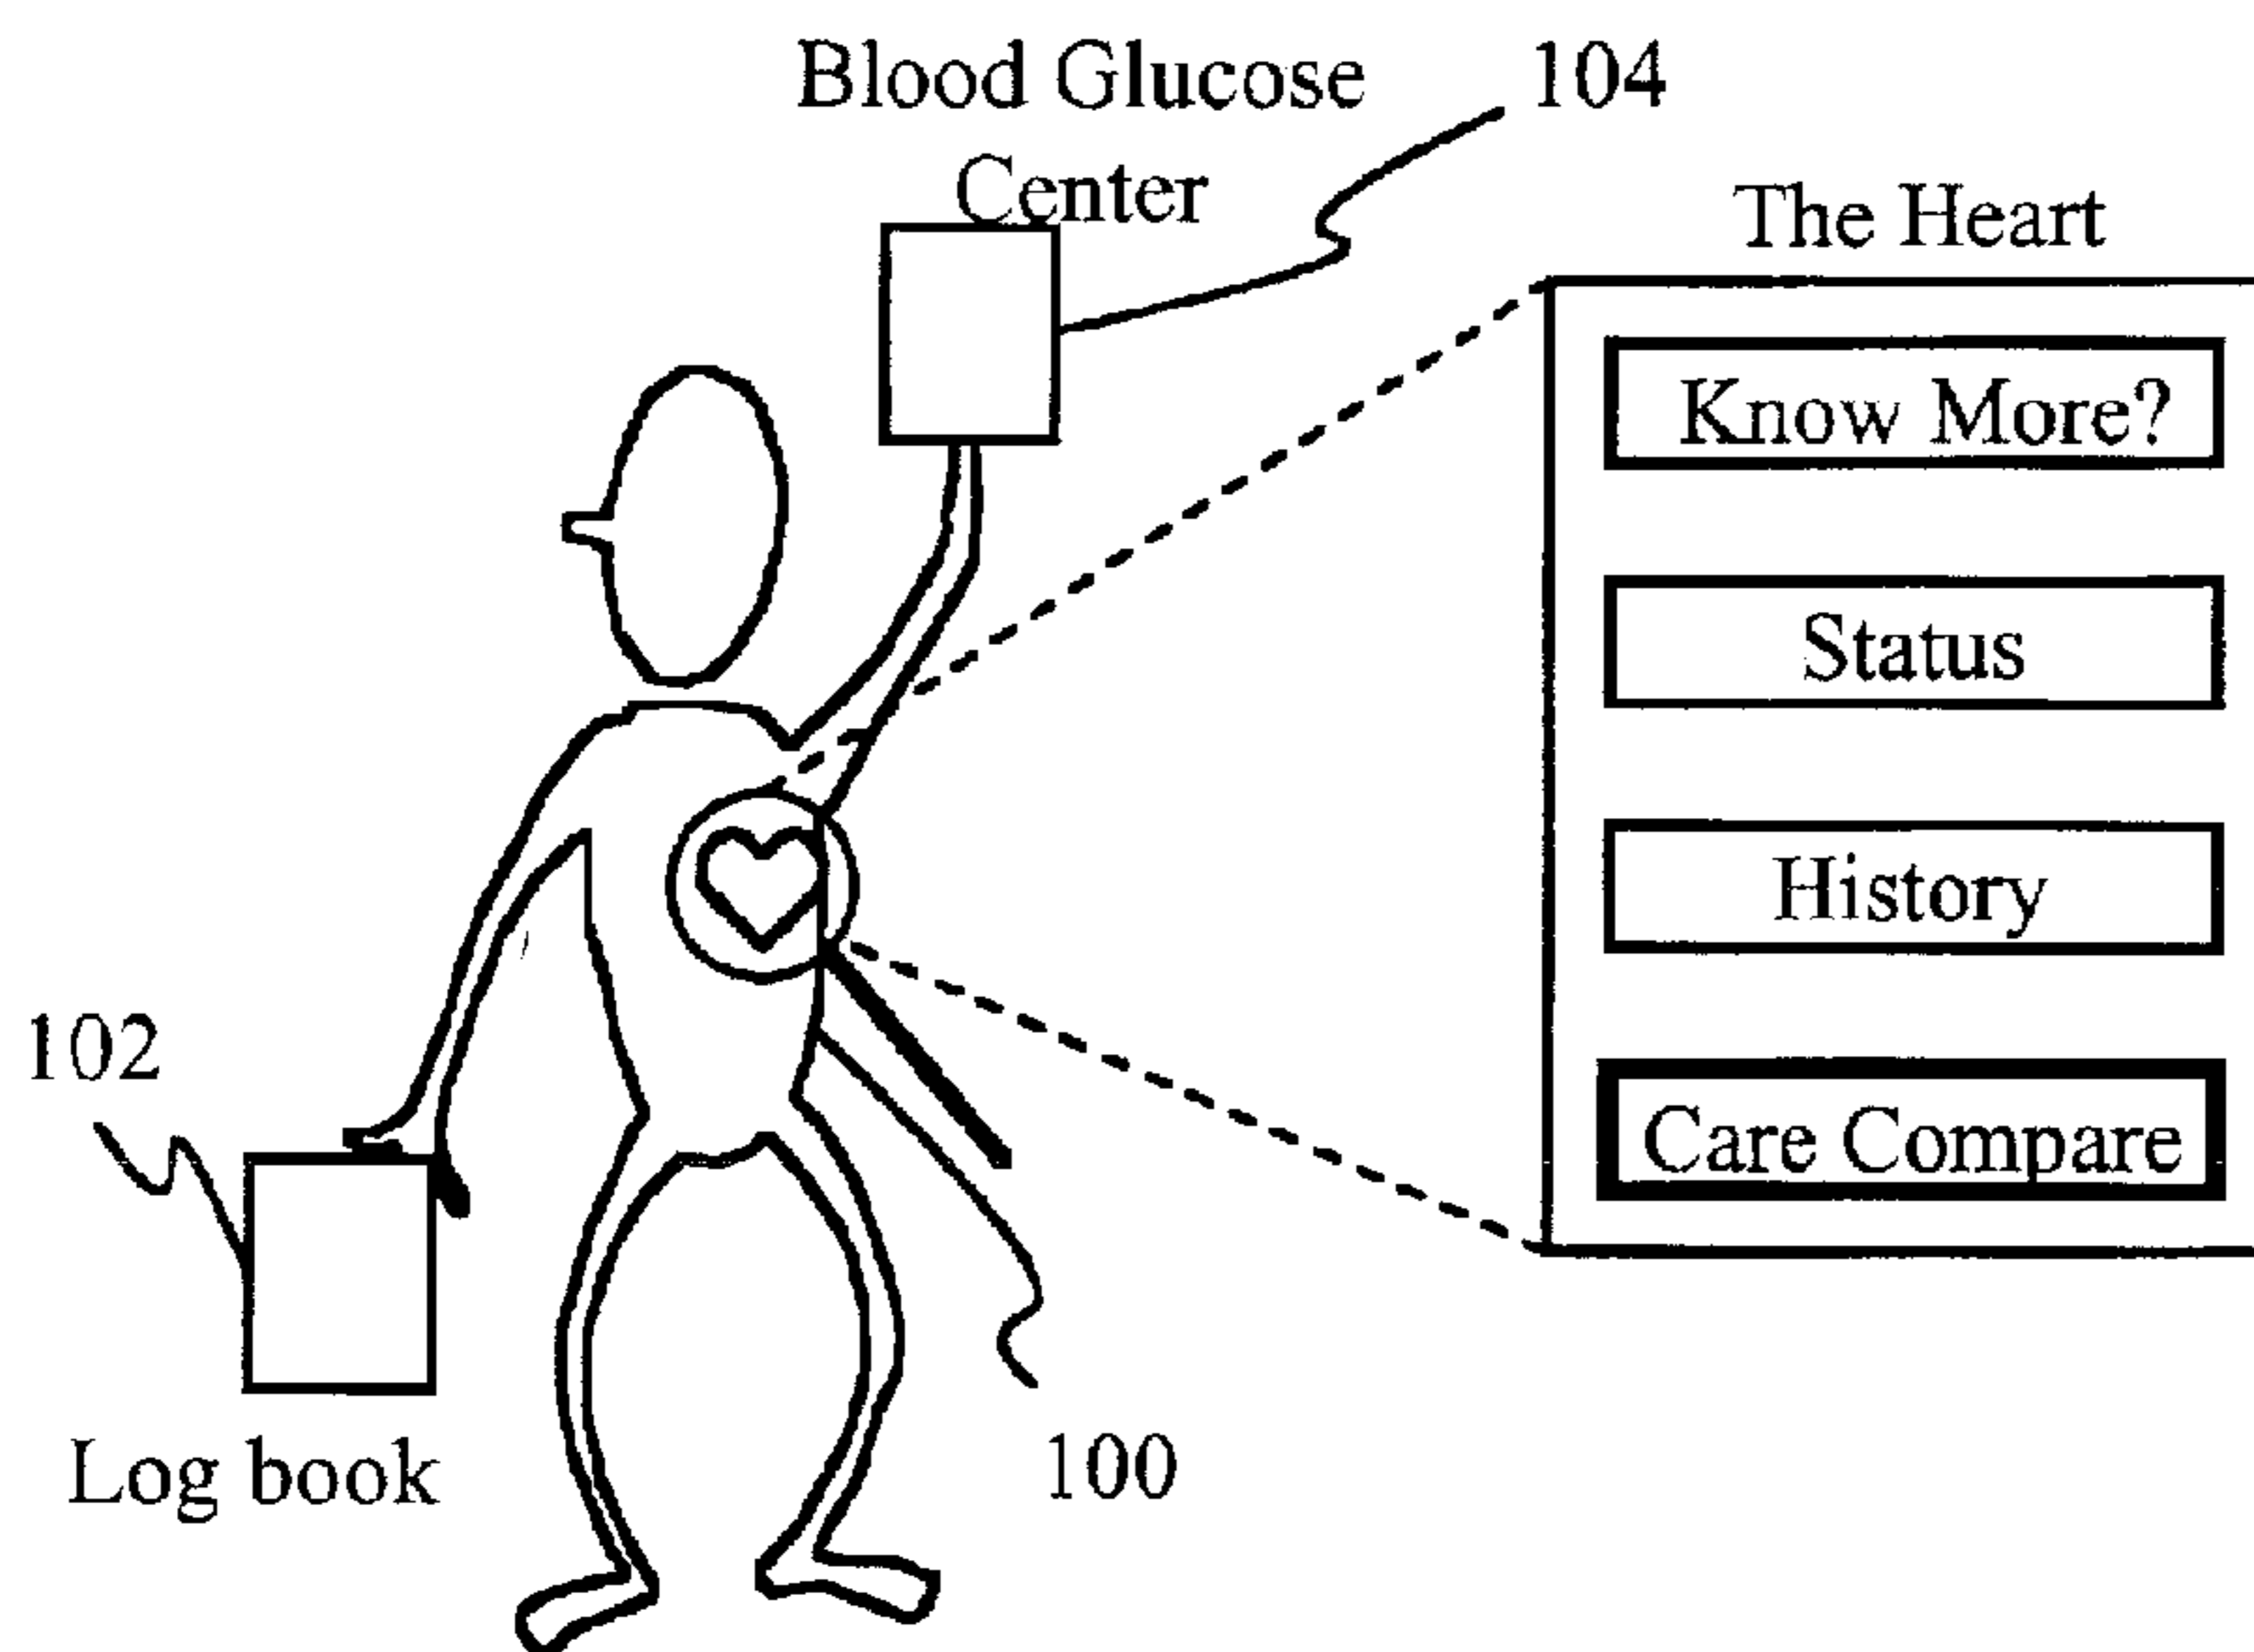 Blood Glucose
Center
104
The Heart
Know More?
Status
History
Care Compare
102
Log book
100